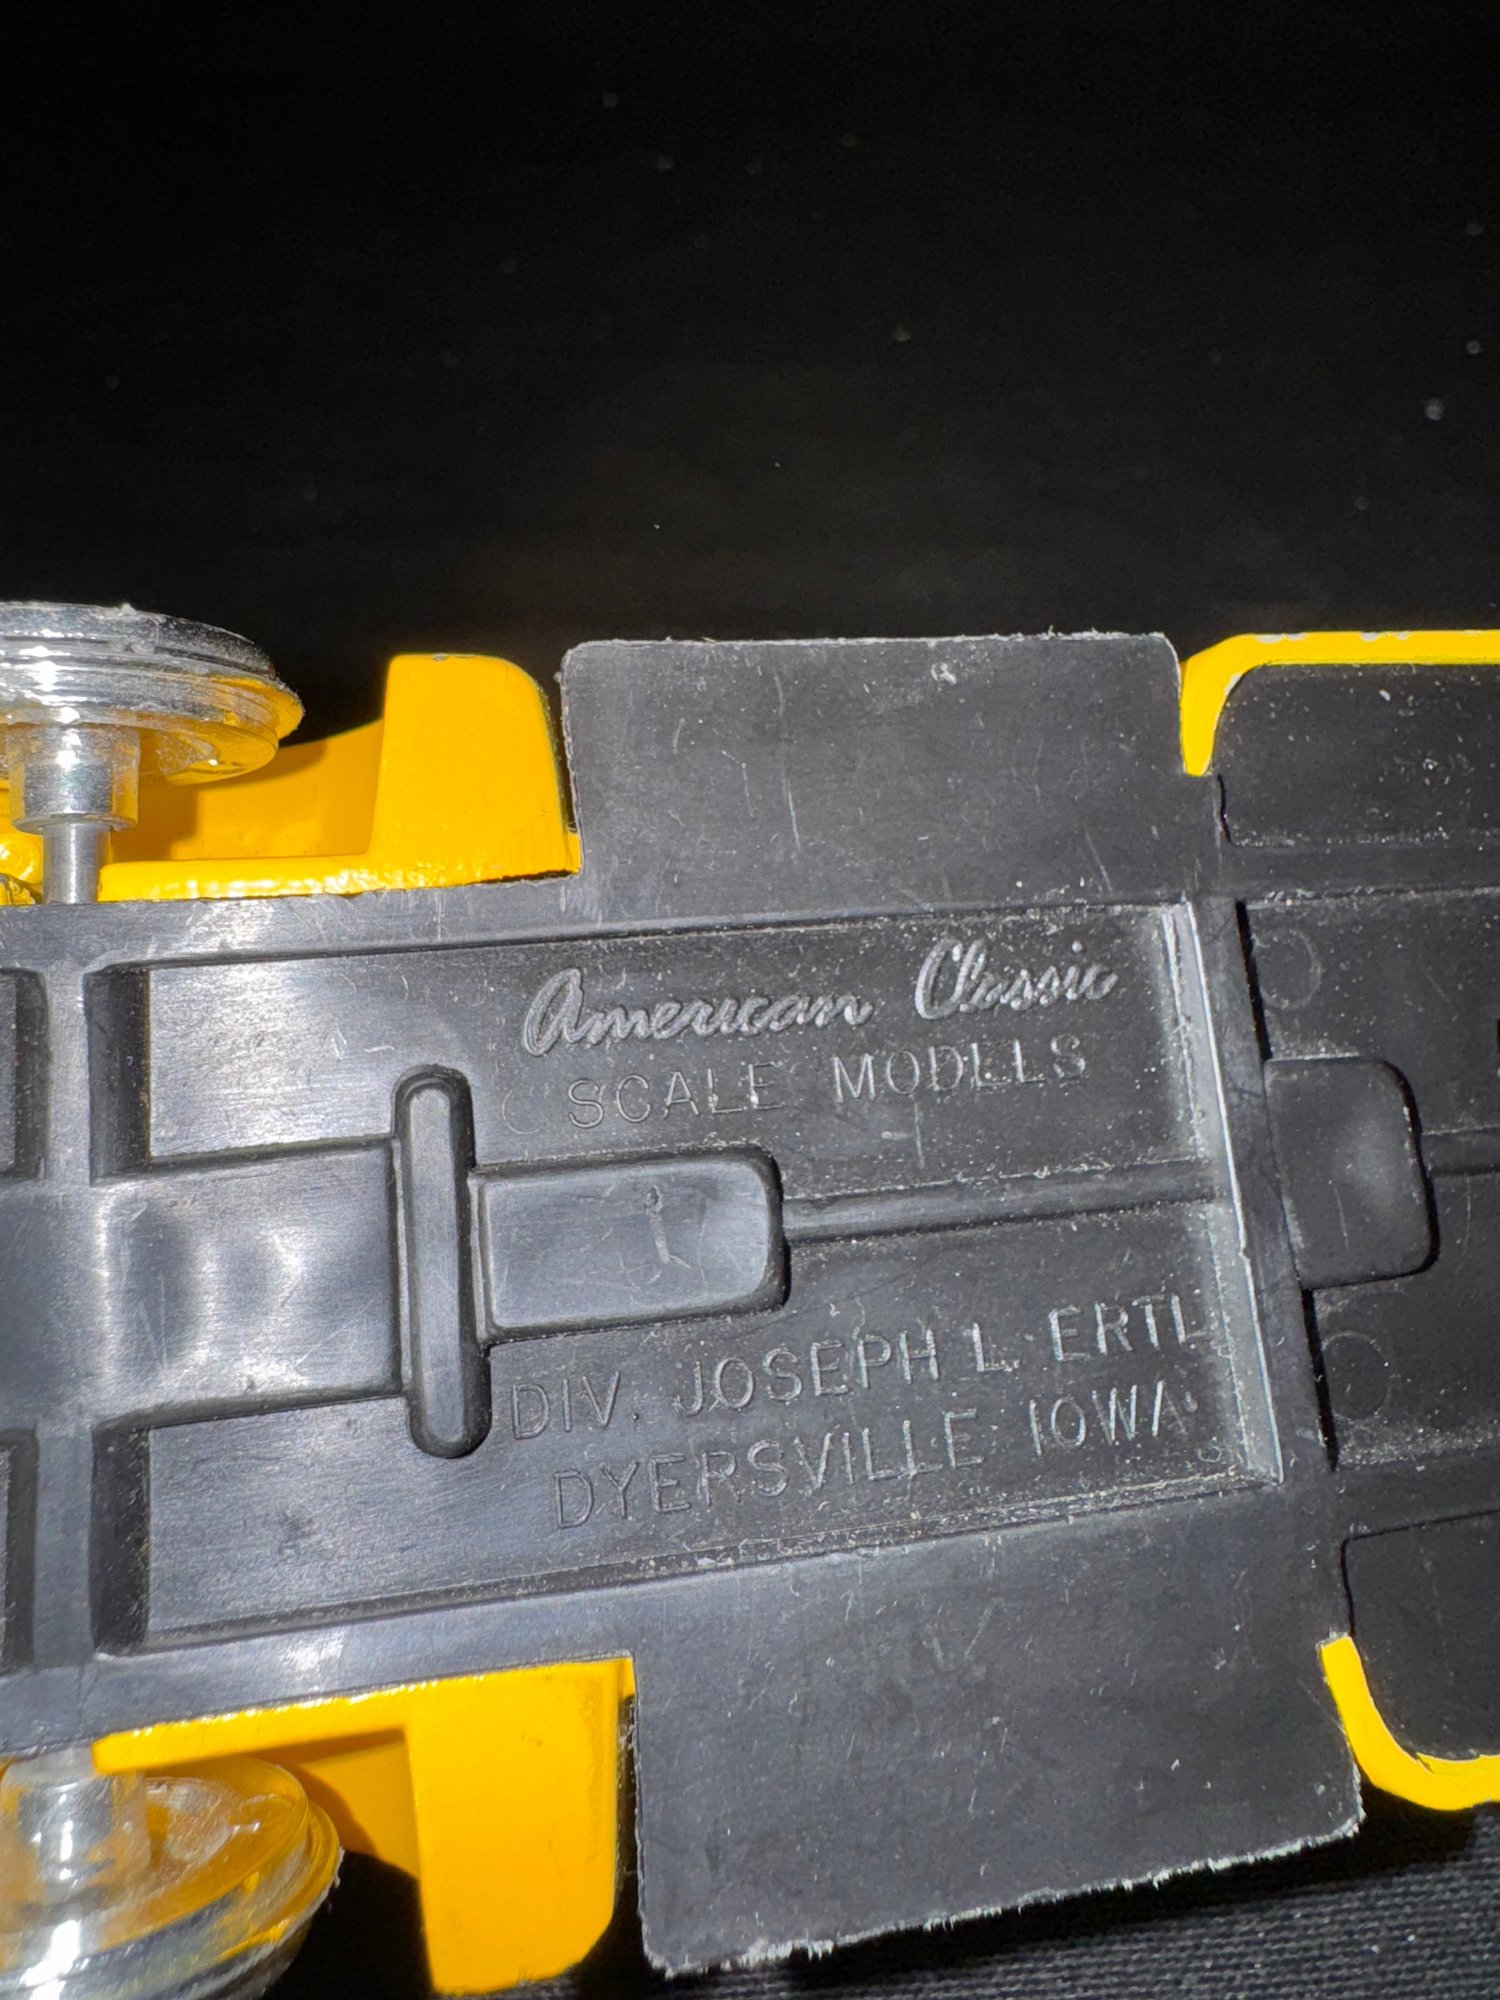 American Classic
SCALE MODELS
DIV. JOSEPH L. ERTL
DYERSVILLE IOWA